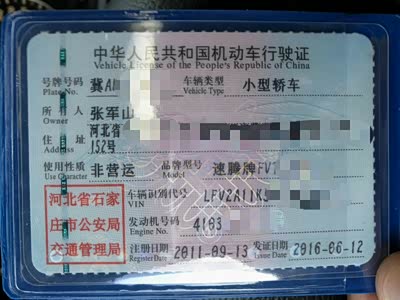 中华人民共和国机动车行驶证
Vehicle License of the People's Republic of China
号牌号码 冀A 车辆类型 小型轿车
Plate No. Vehicle Type
所有人 张军山
Owner
河北省
住址 152号
Address
使用性质 非营运 品牌型号 速腾牌FV7
Use Character Model
车辆识别代号 LFV2A11K
VIN
河北省石家
庄市公安局
交通管理局
发动机号码 4103
Engine No.
注册日期 2011-09-13 发证日期 2016-06-12
Register Date Issue Date